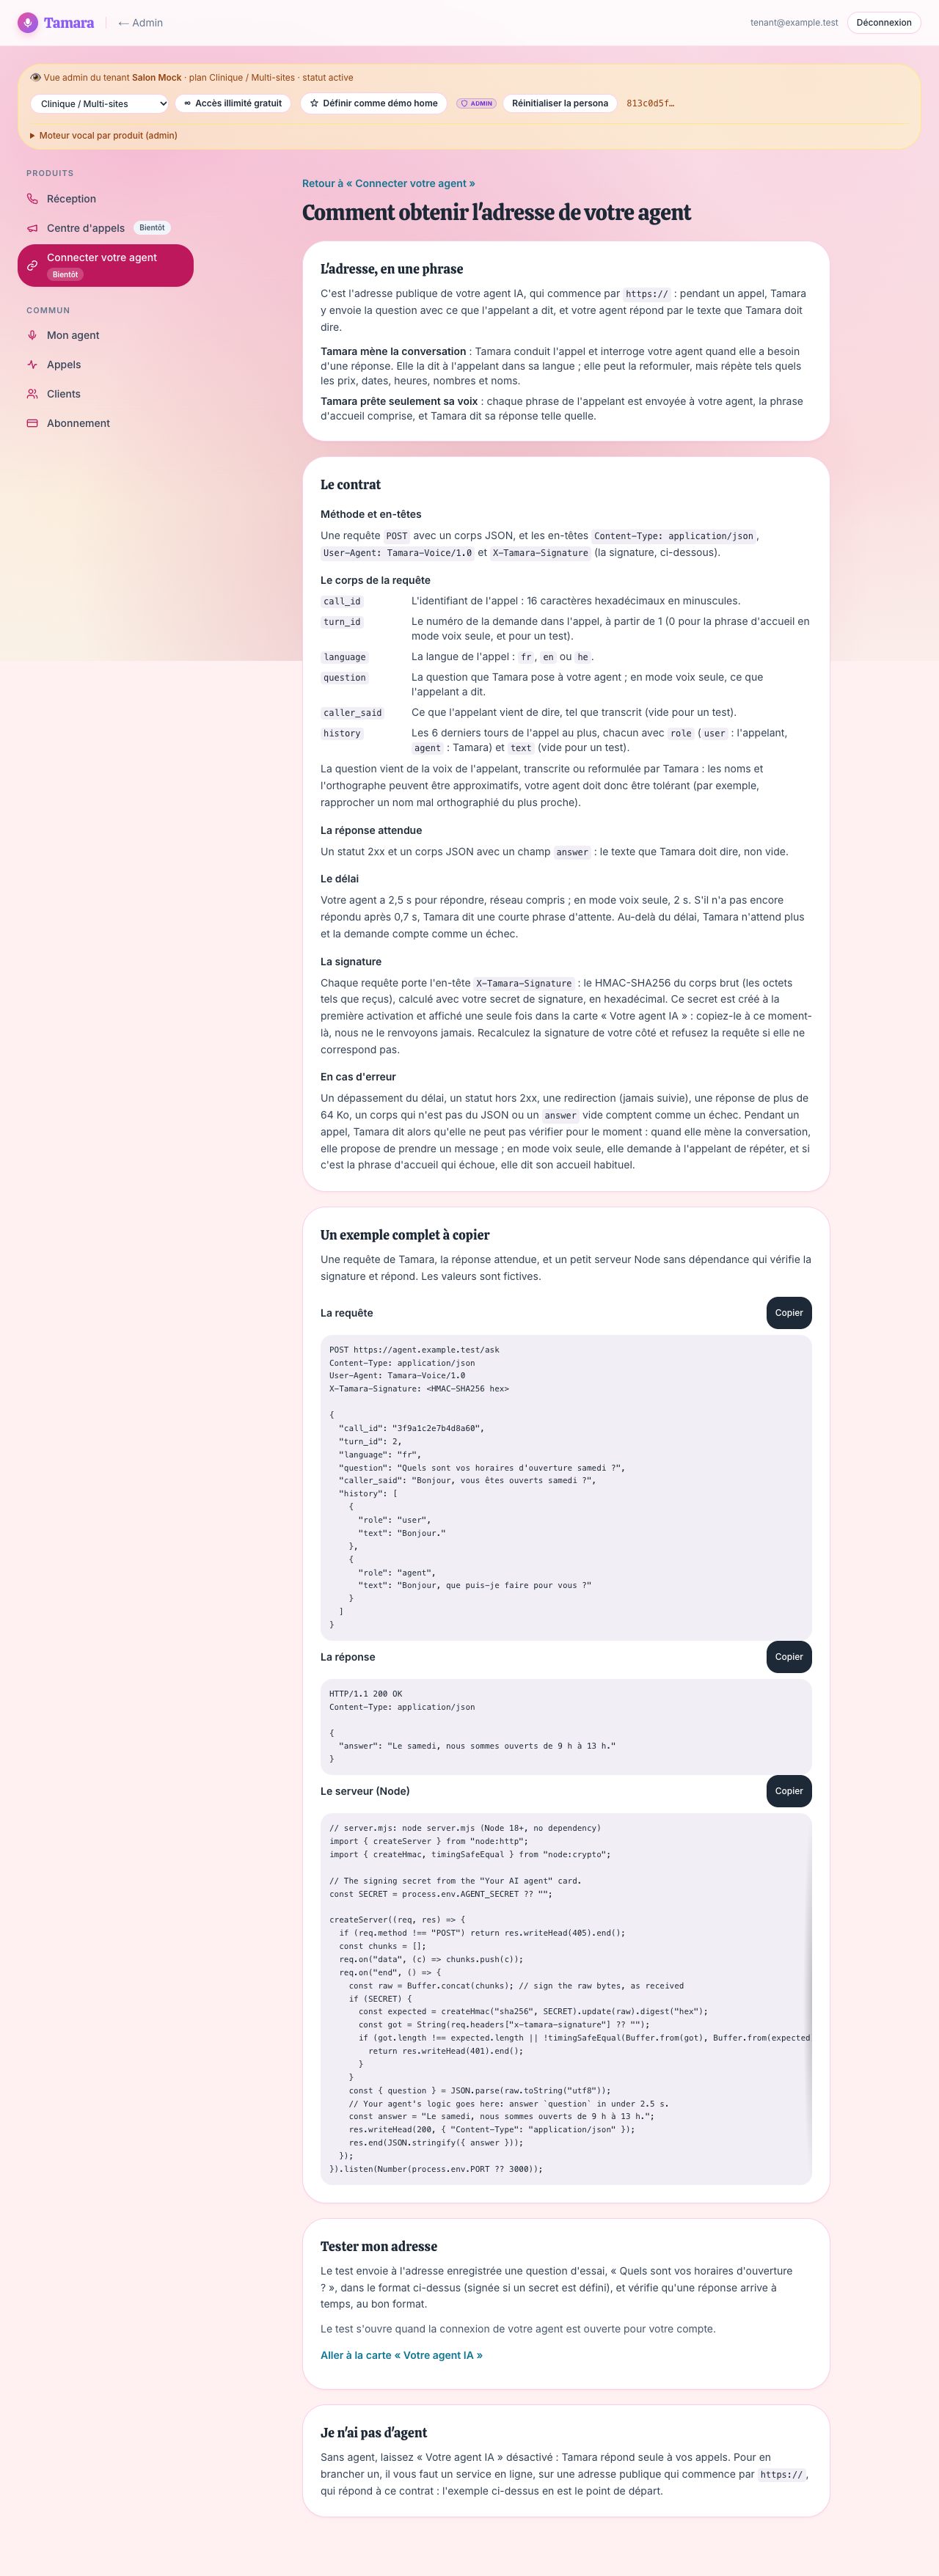 Tamara
← Admin
tenant@example.test
Déconnexion
Vue admin du tenant Salon Mock · plan Clinique / Multi-sites · statut active
Clinique / Multi-sites
∞ Accès illimité gratuit
☆ Définir comme démo home
ADMIN
Réinitialiser la persona
813c0d5f…
▶ Moteur vocal par produit (admin)
PRODUITS
Réception
Centre d'appels Bientôt
Connecter votre agent
Bientôt
COMMUN
Mon agent
Appels
Clients
Abonnement
Retour à « Connecter votre agent »
Comment obtenir l'adresse de votre agent
L'adresse, en une phrase
C'est l'adresse publique de votre agent IA, qui commence par https:// : pendant un appel, Tamara
y envoie la question avec ce que l'appelant a dit, et votre agent répond par le texte que Tamara doit
dire.
Tamara mène la conversation : Tamara conduit l'appel et interroge votre agent quand elle a besoin
d'une réponse. Elle la dit à l'appelant dans sa langue ; elle peut la reformuler, mais répète tels quels
les prix, dates, heures, nombres et noms.
Tamara prête seulement sa voix : chaque phrase de l'appelant est envoyée à votre agent, la phrase
d'accueil comprise, et Tamara dit sa réponse telle quelle.
Le contrat
Méthode et en-têtes
Une requête POST avec un corps JSON, et les en-têtes Content-Type: application/json ,
User-Agent: Tamara-Voice/1.0 et X-Tamara-Signature (la signature, ci-dessous).
Le corps de la requête
call_id L'identifiant de l'appel : 16 caractères hexadécimaux en minuscules.
turn_id Le numéro de la demande dans l'appel, à partir de 1 (0 pour la phrase d'accueil en
mode voix seule, et pour un test).
language La langue de l'appel : fr , en ou he .
question La question que Tamara pose à votre agent ; en mode voix seule, ce que
l'appelant a dit.
caller_said Ce que l'appelant vient de dire, tel que transcrit (vide pour un test).
history Les 6 derniers tours de l'appel au plus, chacun avec role ( user : l'appelant,
agent : Tamara) et text (vide pour un test).
La question vient de la voix de l'appelant, transcrite ou reformulée par Tamara : les noms et
l'orthographe peuvent être approximatifs, votre agent doit donc être tolérant (par exemple,
rapprocher un nom mal orthographié du plus proche).
La réponse attendue
Un statut 2xx et un corps JSON avec un champ answer : le texte que Tamara doit dire, non vide.
Le délai
Votre agent a 2,5 s pour répondre, réseau compris ; en mode voix seule, 2 s. S'il n'a pas encore
répondu après 0,7 s, Tamara dit une courte phrase d'attente. Au-delà du délai, Tamara n'attend plus
et la demande compte comme un échec.
La signature
Chaque requête porte l'en-tête X-Tamara-Signature : le HMAC-SHA256 du corps brut (les octets
tels que reçus), calculé avec votre secret de signature, en hexadécimal. Ce secret est créé à la
première activation et affiché une seule fois dans la carte « Votre agent IA » : copiez-le à ce moment-
là, nous ne le renvoyons jamais. Recalculez la signature de votre côté et refusez la requête si elle ne
correspond pas.
En cas d'erreur
Un dépassement du délai, un statut hors 2xx, une redirection (jamais suivie), une réponse de plus de
64 Ko, un corps qui n'est pas du JSON ou un answer vide comptent comme un échec. Pendant un
appel, Tamara dit alors qu'elle ne peut pas vérifier pour le moment : quand elle mène la conversation,
elle propose de prendre un message ; en mode voix seule, elle demande à l'appelant de répéter, et si
c'est la phrase d'accueil qui échoue, elle dit son accueil habituel.
Un exemple complet à copier
Une requête de Tamara, la réponse attendue, et un petit serveur Node sans dépendance qui vérifie la
signature et répond. Les valeurs sont fictives.
La requête
Copier
POST https://agent.example.test/ask
Content-Type: application/json
User-Agent: Tamara-Voice/1.0
X-Tamara-Signature: <HMAC-SHA256 hex>
{
"call_id": "3f9a1c2e7b4d8a60",
"turn_id": 2,
"language": "fr",
"question": "Quels sont vos horaires d'ouverture samedi ?",
"caller_said": "Bonjour, vous êtes ouverts samedi ?",
"history": [
{
"role": "user",
"text": "Bonjour."
},
{
"role": "agent",
"text": "Bonjour, que puis-je faire pour vous ?"
}
]
}
La réponse
Copier
HTTP/1.1 200 OK
Content-Type: application/json
{
"answer": "Le samedi, nous sommes ouverts de 9 h à 13 h."
}
Le serveur (Node)
Copier
// server.mjs: node server.mjs (Node 18+, no dependency)
import { createServer } from "node:http";
import { createHmac, timingSafeEqual } from "node:crypto";
// The signing secret from the "Your AI agent" card.
const SECRET = process.env.AGENT_SECRET ?? "";
createServer((req, res) => {
if (req.method !== "POST") return res.writeHead(405).end();
const chunks = [];
req.on("data", (c) => chunks.push(c));
req.on("end", () => {
const raw = Buffer.concat(chunks); // sign the raw bytes, as received
if (SECRET) {
const expected = createHmac("sha256", SECRET).update(raw).digest("hex");
const got = String(req.headers["x-tamara-signature"] ?? "");
if (got.length !== expected.length || !timingSafeEqual(Buffer.from(got), Buffer.from(expected
return res.writeHead(401).end();
}
}
const { question } = JSON.parse(raw.toString("utf8"));
// Your agent's logic goes here: answer `question` in under 2.5 s.
const answer = "Le samedi, nous sommes ouverts de 9 h à 13 h.";
res.writeHead(200, { "Content-Type": "application/json" });
res.end(JSON.stringify({ answer }));
});
}).listen(Number(process.env.PORT ?? 3000));
Tester mon adresse
Le test envoie à l'adresse enregistrée une question d'essai, « Quels sont vos horaires d'ouverture
? », dans le format ci-dessus (signée si un secret est défini), et vérifie qu'une réponse arrive à
temps, au bon format.
Le test s'ouvre quand la connexion de votre agent est ouverte pour votre compte.
Aller à la carte « Votre agent IA »
Je n'ai pas d'agent
Sans agent, laissez « Votre agent IA » désactivé : Tamara répond seule à vos appels. Pour en
brancher un, il vous faut un service en ligne, sur une adresse publique qui commence par https:// ,
qui répond à ce contrat : l'exemple ci-dessus en est le point de départ.